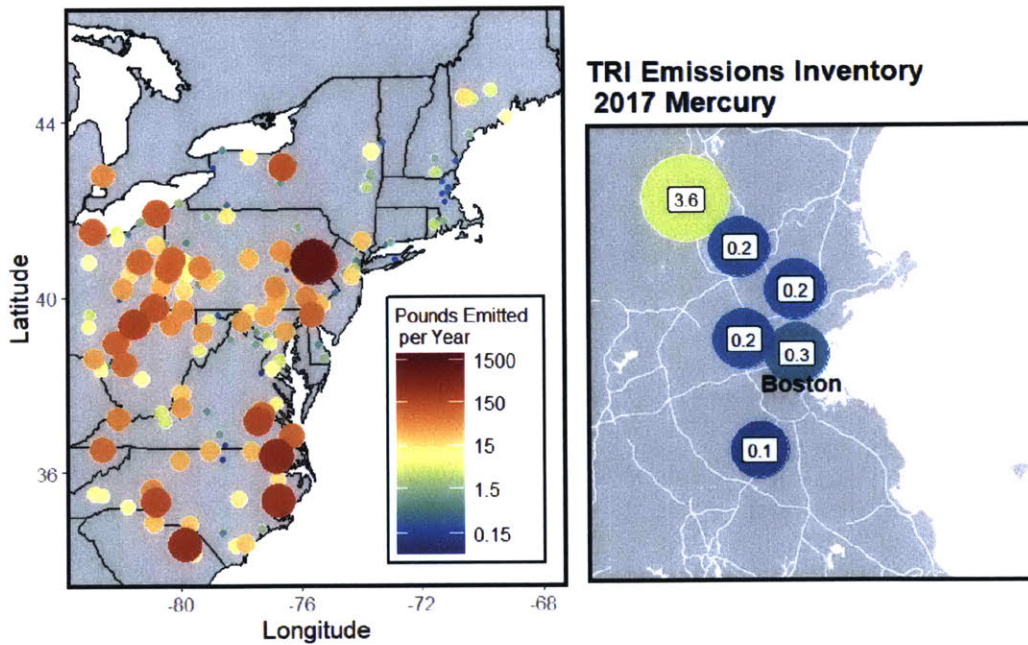 44
40
36
Latitude
-80
-76
-72
-68
Longitude
Pounds Emitted
per Year
1500
150
15
1.5
0.15
TRI Emissions Inventory
2017 Mercury
3.6
0.2
0.2
0.2
0.3
Boston
0.1